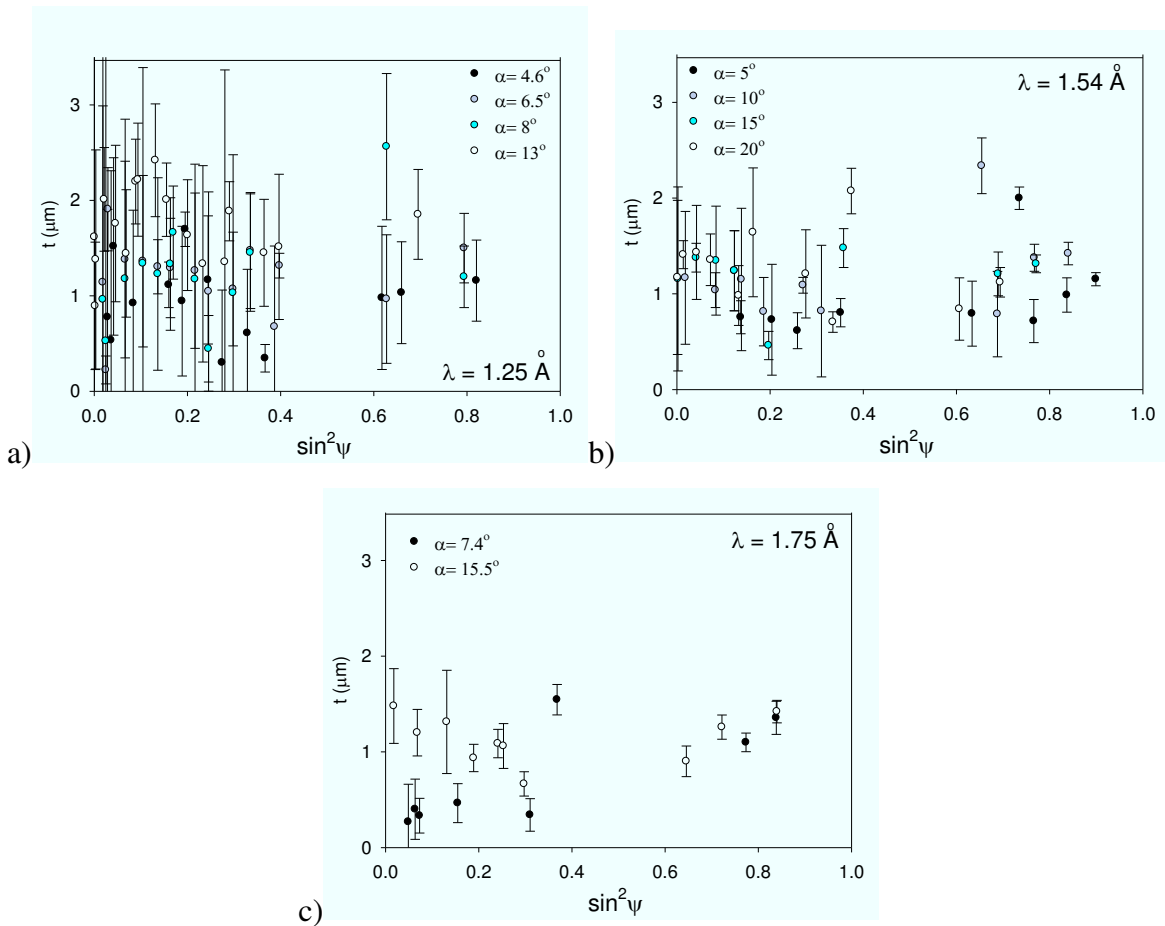 α= 4.6°
α= 6.5°
α= 8°
α= 13°
λ = 1.25 Å
t (μm)
3
2
1
0
0.0 0.2 0.4 0.6 0.8 1.0
sin²ψ
a)
α= 5°
α= 10°
α= 15°
α= 20°
λ = 1.54 Å
t (μm)
3
2
1
0
0.0 0.2 0.4 0.6 0.8 1.0
sin²ψ
b)
α= 7.4°
α= 15.5°
λ = 1.75 Å
t (μm)
3
2
1
0
0.0 0.2 0.4 0.6 0.8 1.0
sin²ψ
c)